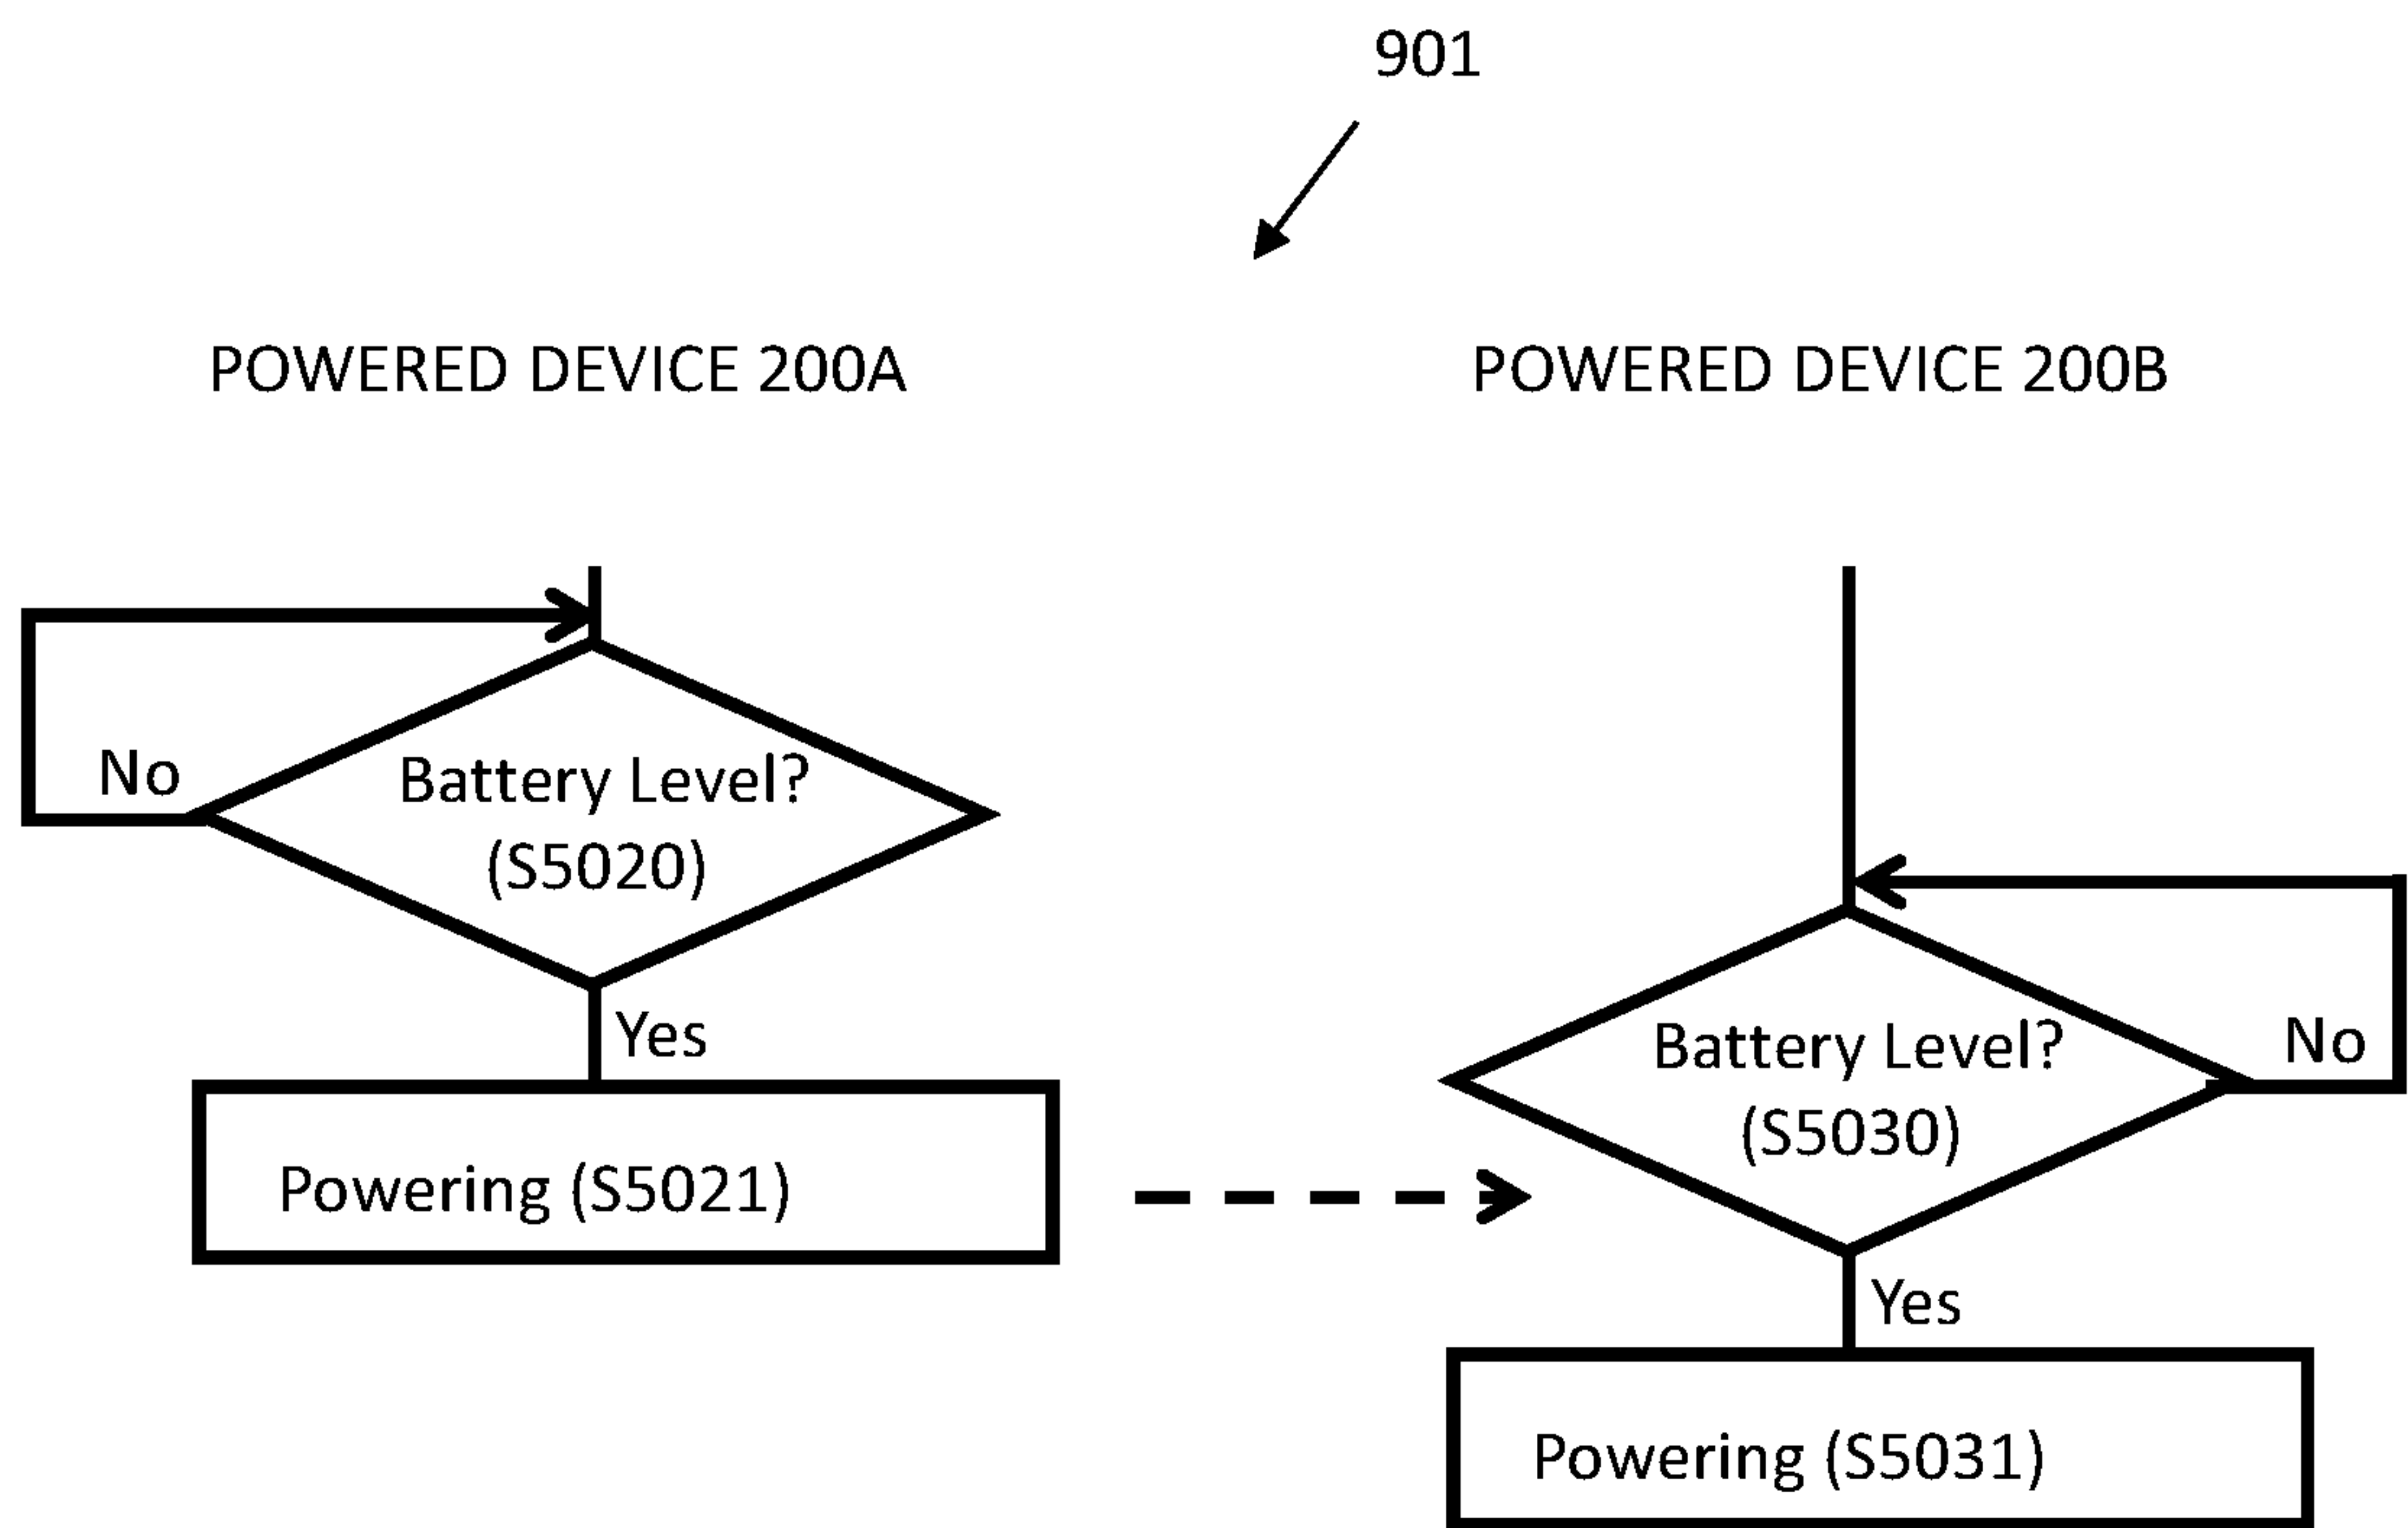 901
POWERED DEVICE 200A
POWERED DEVICE 200B
No
Battery Level?
(S5020)
Yes
Powering (S5021)
Battery Level?
(S5030)
No
Yes
Powering (S5031)